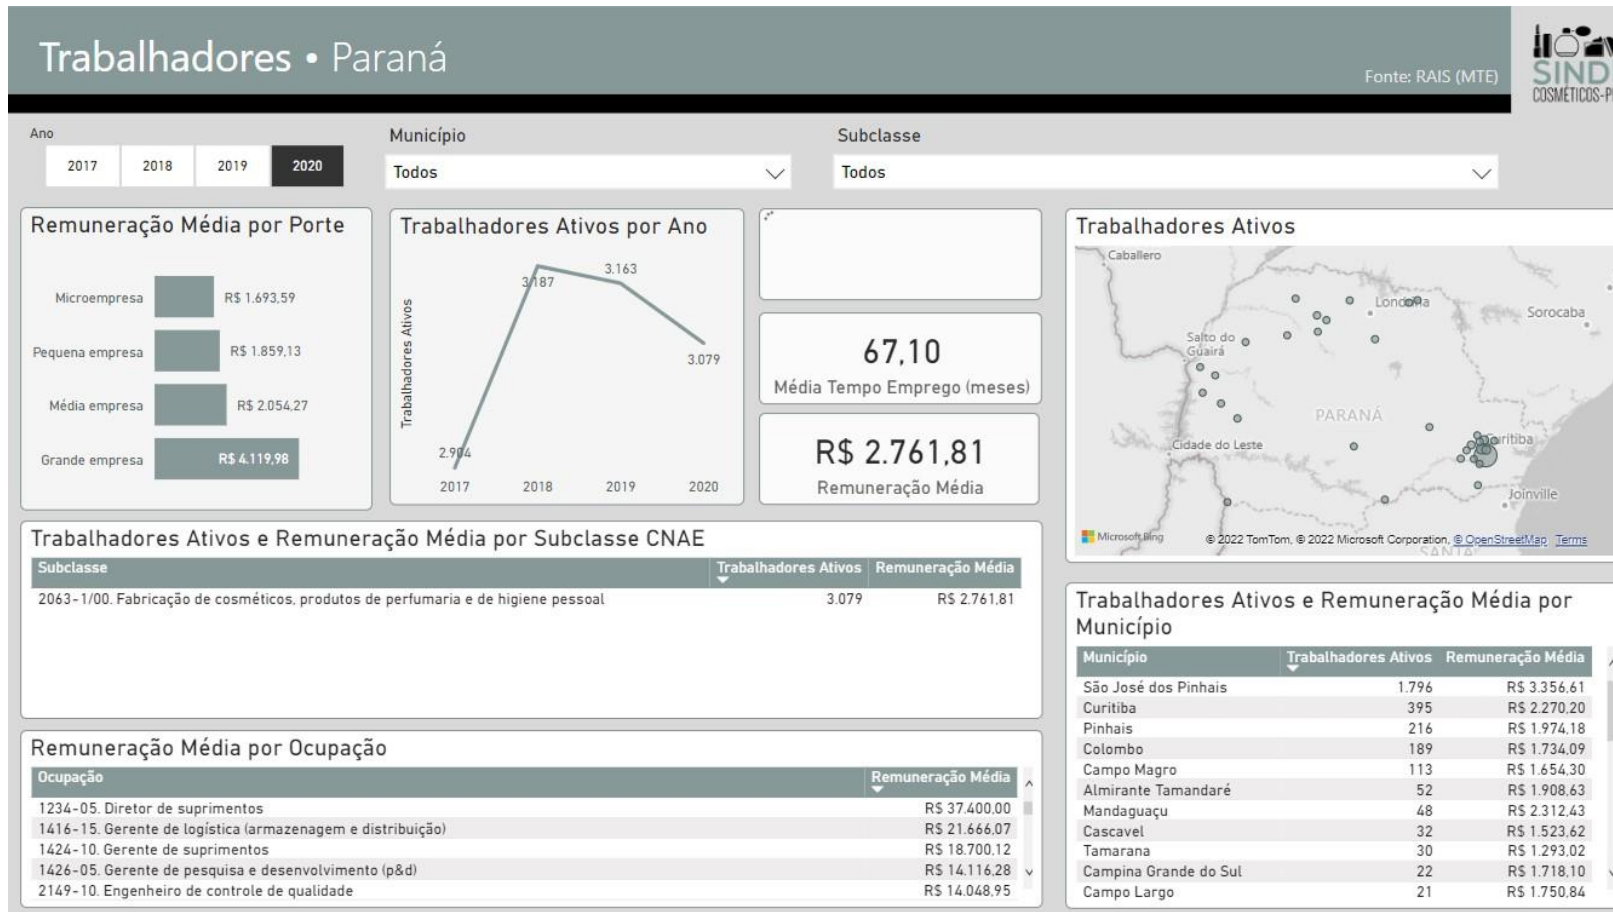 Trabalhadores • Paraná
Fonte: RAIS (MTE)
SIND
COSMÉTICOS-P
Ano
2017 2018 2019 2020
Município
Todos
Subclasse
Todos
Remuneração Média por Porte
Microempresa R$ 1.693,59
Pequena empresa R$ 1.859,13
Média empresa R$ 2.054,27
Grande empresa R$ 4.119,98
Trabalhadores Ativos por Ano
Trabalhadores Ativos
2.904
3.187
3.163
3.079
2017 2018 2019 2020
67,10
Média Tempo Emprego (meses)
R$ 2.761,81
Remuneração Média
Trabalhadores Ativos
Caballero
Londrina
Sorocaba
Salto do
Guairá
PARANÁ
Cidade do Leste
Curitiba
Joinville
SANTA
Microsoft Bing
© 2022 TomTom, © 2022 Microsoft Corporation, © OpenStreetMap Terms
Trabalhadores Ativos e Remuneração Média por Subclasse CNAE
Subclasse Trabalhadores Ativos Remuneração Média
2063-1/00. Fabricação de cosméticos, produtos de perfumaria e de higiene pessoal 3.079 R$ 2.761,81
Remuneração Média por Ocupação
Ocupação Remuneração Média
1234-05. Diretor de suprimentos R$ 37.400,00
1416-15. Gerente de logística (armazenagem e distribuição) R$ 21.666,07
1424-10. Gerente de suprimentos R$ 18.700,12
1426-05. Gerente de pesquisa e desenvolvimento (p&d) R$ 14.116,28
2149-10. Engenheiro de controle de qualidade R$ 14.048,95
Trabalhadores Ativos e Remuneração Média por
Município
Município Trabalhadores Ativos Remuneração Média
São José dos Pinhais 1.796 R$ 3.356,61
Curitiba 395 R$ 2.270,20
Pinhais 216 R$ 1.974,18
Colombo 189 R$ 1.734,09
Campo Magro 113 R$ 1.654,30
Almirante Tamandaré 52 R$ 1.908,63
Mandaguaçu 48 R$ 2.312,43
Cascavel 32 R$ 1.523,62
Tamarana 30 R$ 1.293,02
Campina Grande do Sul 22 R$ 1.718,10
Campo Largo 21 R$ 1.750,84